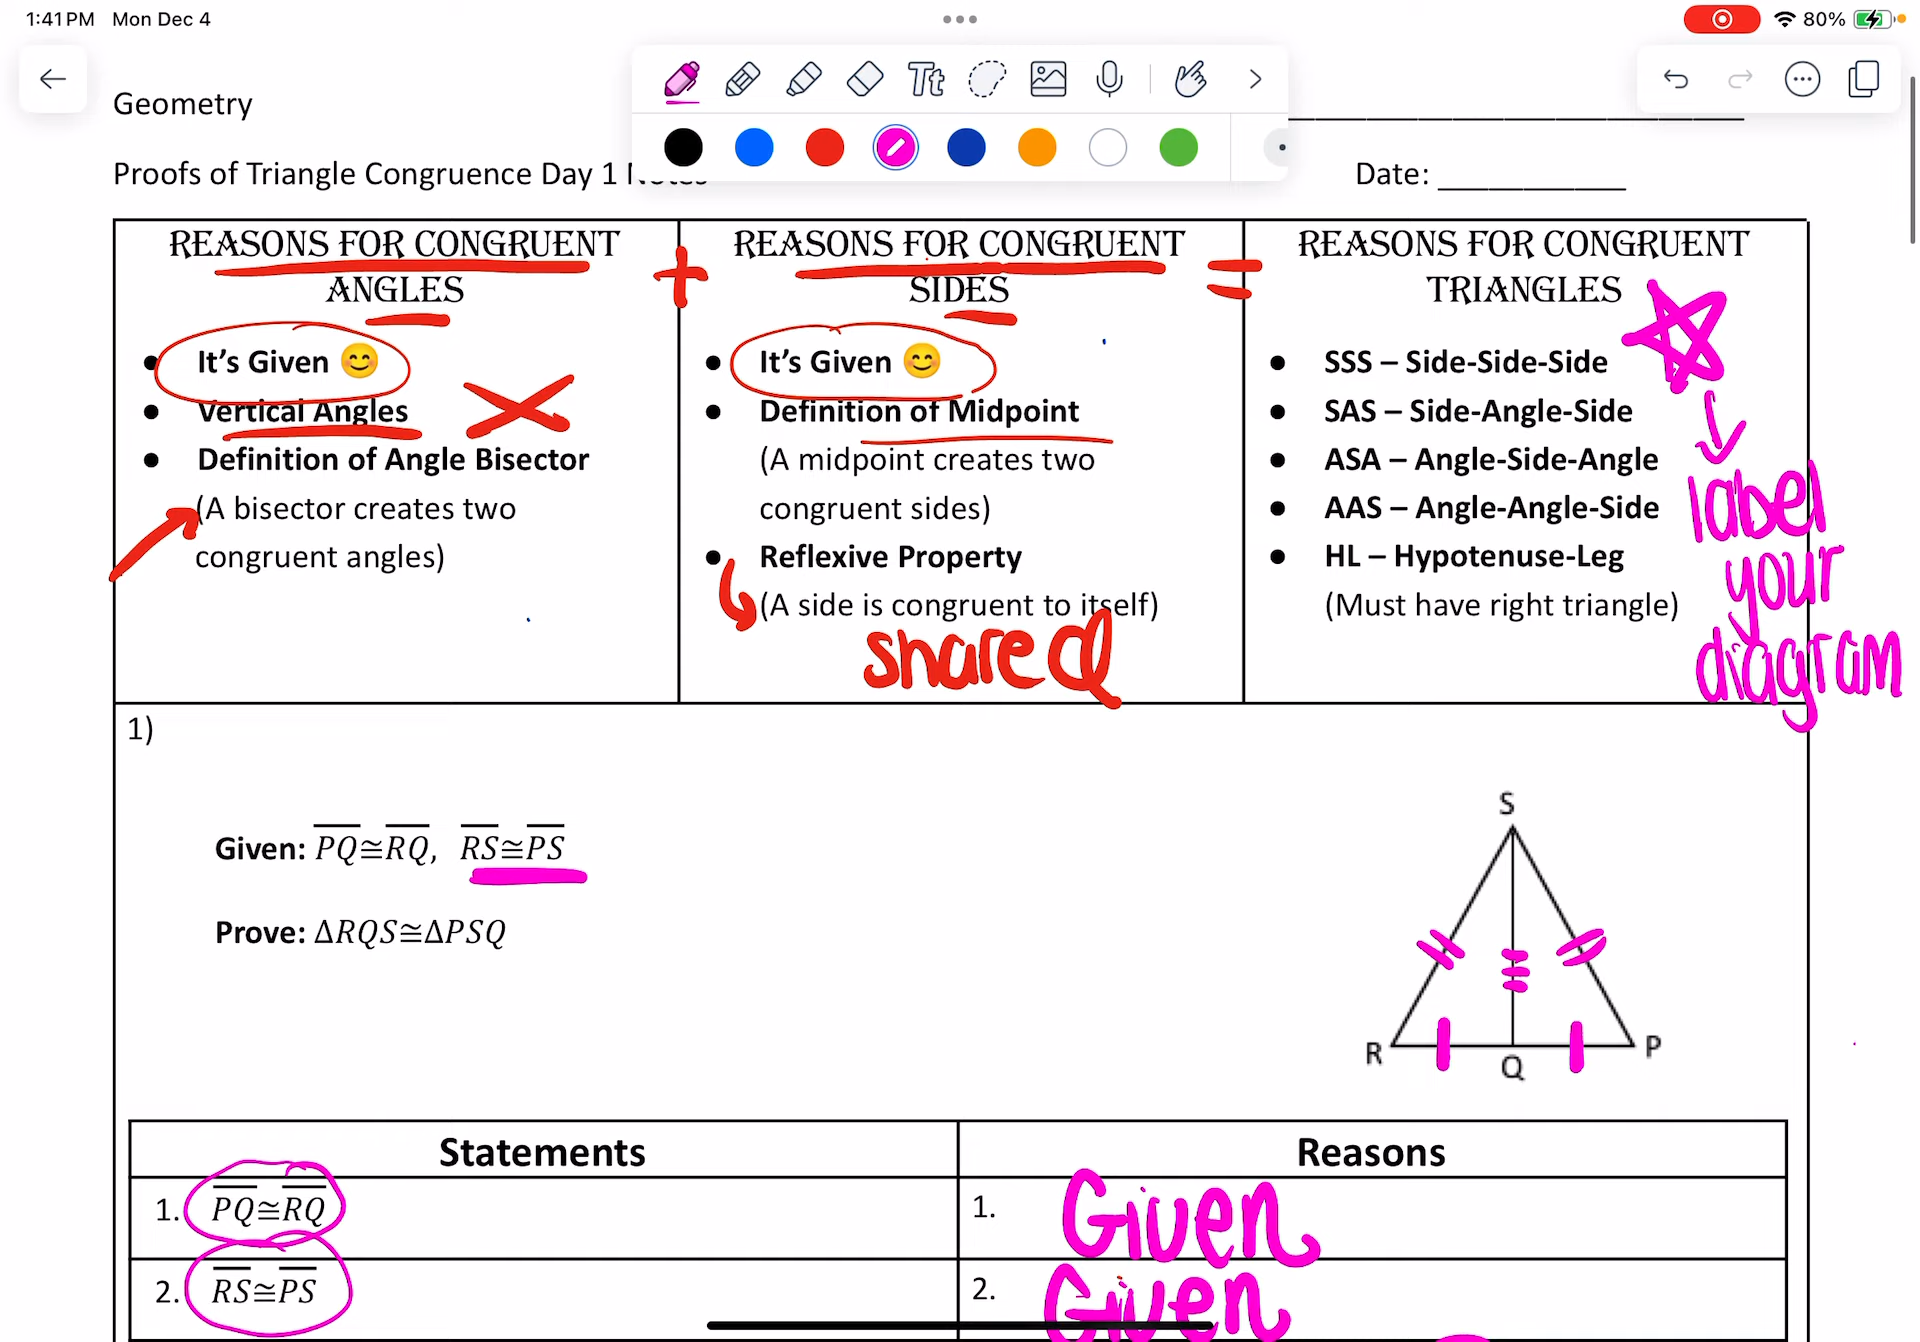 1:41 PM Mon Dec 4
80%
Tt
Geometry
Proofs of Triangle Congruence Day 1 Notes
Date: ___________
REASONS FOR CONGRUENT
ANGLES
It's Given 😊
Vertical Angles
Definition of Angle Bisector
(A bisector creates two
congruent angles)
+
REASONS FOR CONGRUENT
SIDES
It's Given 😊
Definition of Midpoint
(A midpoint creates two
congruent sides)
Reflexive Property
(A side is congruent to itself)
shared
=
REASONS FOR CONGRUENT
TRIANGLES
SSS – Side-Side-Side
SAS – Side-Angle-Side
ASA – Angle-Side-Angle
AAS – Angle-Angle-Side
HL – Hypotenuse-Leg
(Must have right triangle)
label
your
diagram
1)
Given: PQ≅RQ, RS≅PS
Prove: ΔRQS≅ΔPSQ
S
R
Q
P
Statements
Reasons
1. PQ≅RQ
1. Given
2. RS≅PS
2. Given